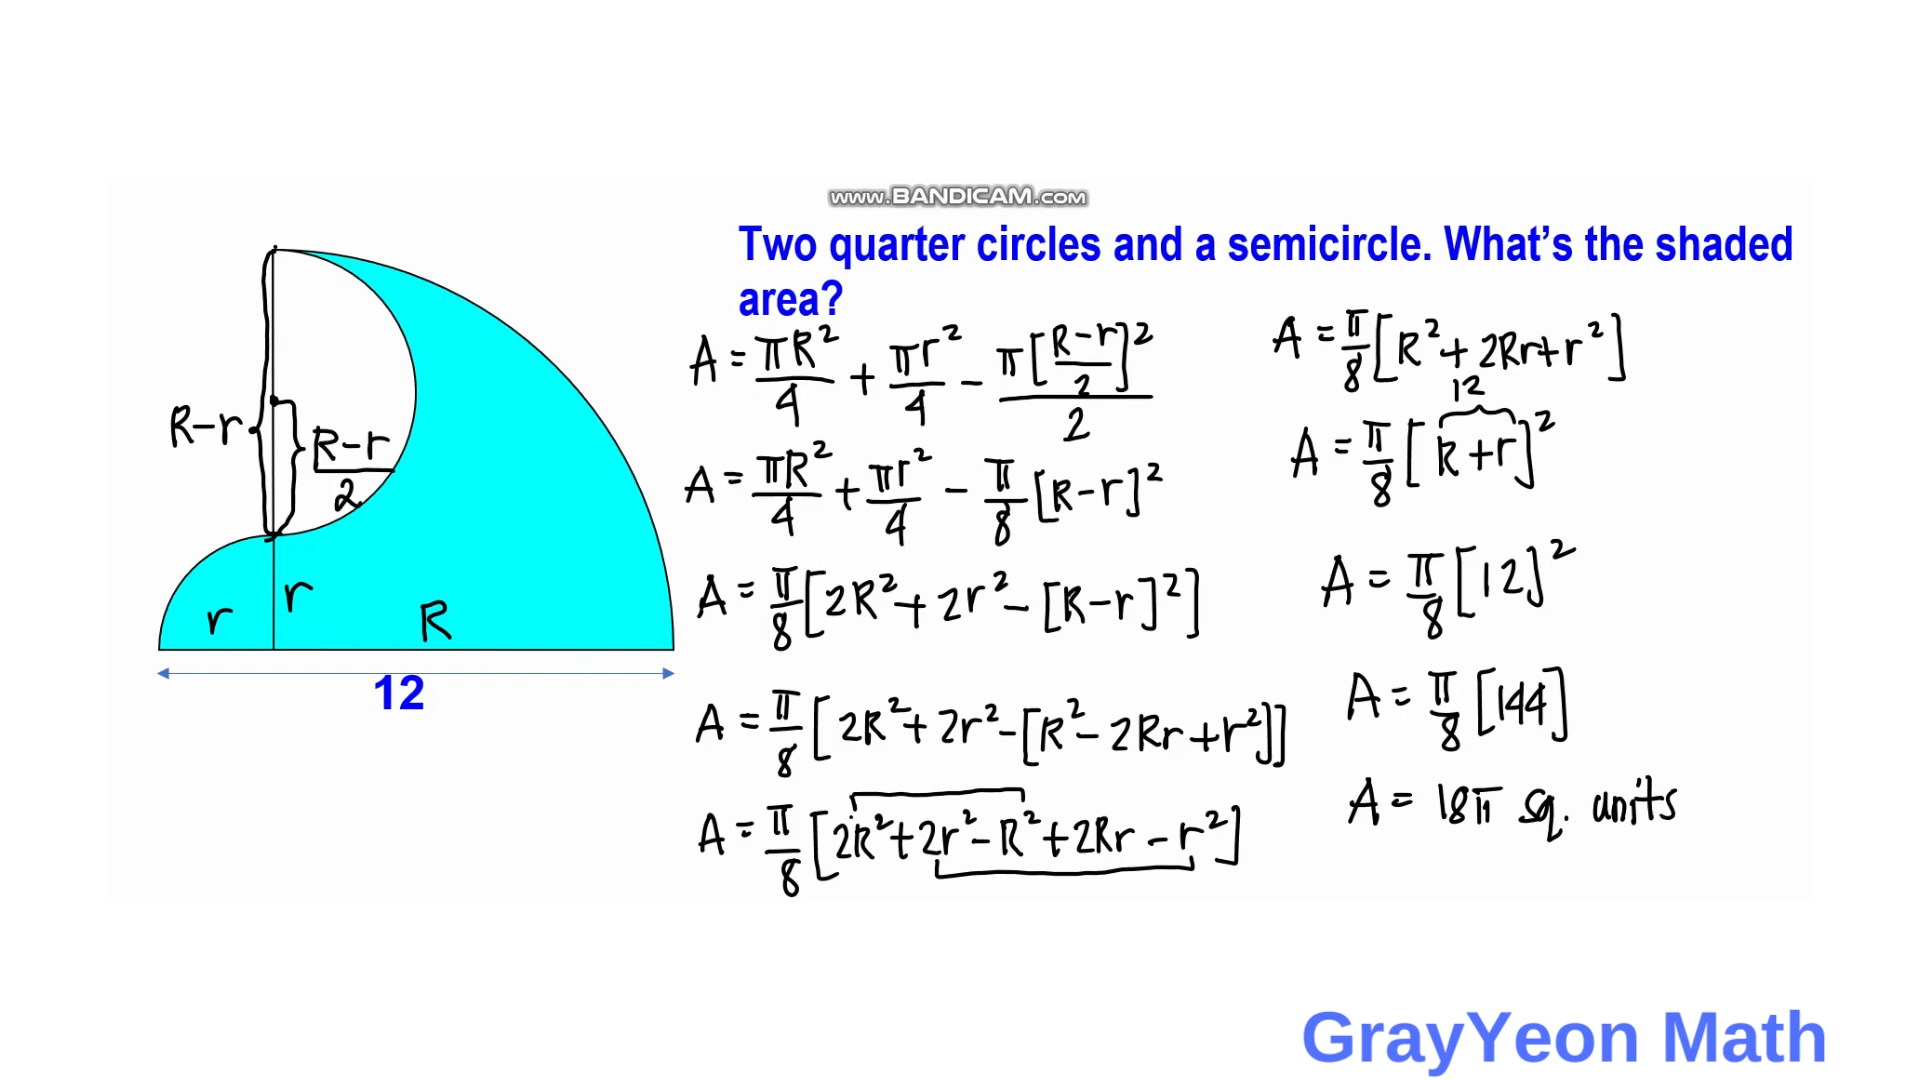 www.BANDICAM.com
Two quarter circles and a semicircle. What’s the shaded
area?
R-r
R-r
2
r
r
R
12
A = πR²/4 + πr²/4 - π[R-r/2]²/2
A = πR²/4 + πr²/4 - π/8 [R-r]²
A = π/8 [2R² + 2r² - [R-r]²]
A = π/8 [2R² + 2r² - [R² - 2Rr + r²]]
A = π/8 [2R² + 2r² - R² + 2Rr - r²]
A = π/8 [R² + 2Rr + r²]
12
A = π/8 [R + r]²
A = π/8 [12]²
A = π/8 [144]
A = 18π sq. units
GrayYeon Math